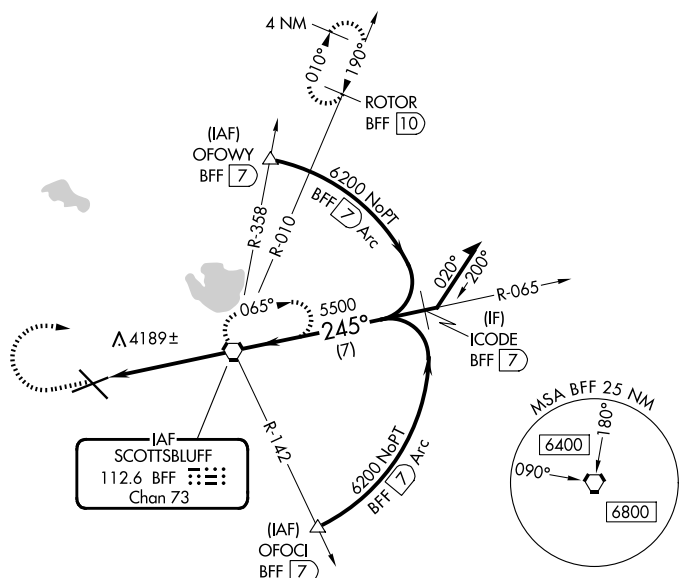 4 NM
010°
190°
ROTOR
BFF 10
(IAF)
OFOWY
BFF 7
6200 NoPT
BFF 7 Arc
R-358
R-010
065°
5500
245°
(7)
020°
200°
R-065
(IF)
ICODE
BFF 7
4189±
IAF
SCOTTSBLUFF
112.6 BFF
Chan 73
R-142
6200 NoPT
BFF 7 Arc
(IAF)
OFOCI
BFF 7
MSA BFF 25 NM
6400
180°
090°
6800